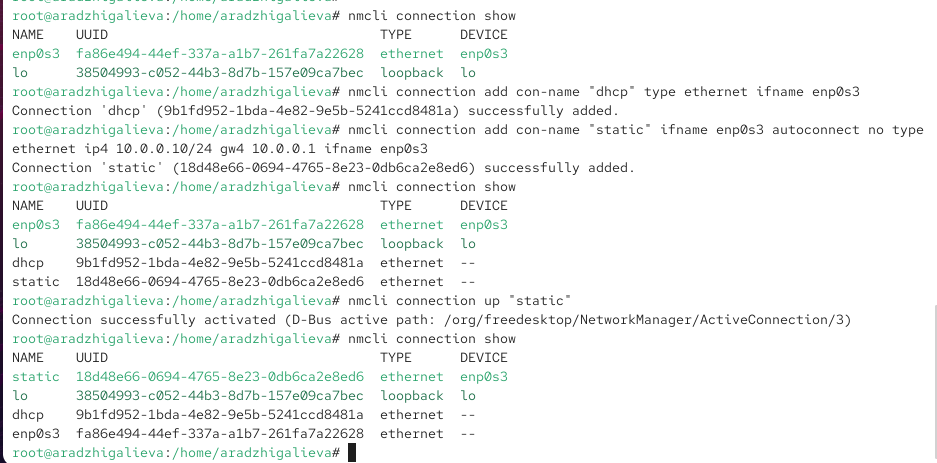 root@aradzhigalieva:/home/aradzhigalieva# nmcli connection show
NAME    UUID                                  TYPE      DEVICE
enp0s3  fa86e494-44ef-337a-a1b7-261fa7a22628  ethernet  enp0s3
lo      38504993-c052-44b3-8d7b-157e09ca7bec  loopback  lo
root@aradzhigalieva:/home/aradzhigalieva# nmcli connection add con-name "dhcp" type ethernet ifname enp0s3
Connection 'dhcp' (9b1fd952-1bda-4e82-9e5b-5241ccd8481a) successfully added.
root@aradzhigalieva:/home/aradzhigalieva# nmcli connection add con-name "static" ifname enp0s3 autoconnect no type
ethernet ip4 10.0.0.10/24 gw4 10.0.0.1 ifname enp0s3
Connection 'static' (18d48e66-0694-4765-8e23-0db6ca2e8ed6) successfully added.
root@aradzhigalieva:/home/aradzhigalieva# nmcli connection show
NAME    UUID                                  TYPE      DEVICE
enp0s3  fa86e494-44ef-337a-a1b7-261fa7a22628  ethernet  enp0s3
lo      38504993-c052-44b3-8d7b-157e09ca7bec  loopback  lo
dhcp    9b1fd952-1bda-4e82-9e5b-5241ccd8481a  ethernet  --
static  18d48e66-0694-4765-8e23-0db6ca2e8ed6  ethernet  --
root@aradzhigalieva:/home/aradzhigalieva# nmcli connection up "static"
Connection successfully activated (D-Bus active path: /org/freedesktop/NetworkManager/ActiveConnection/3)
root@aradzhigalieva:/home/aradzhigalieva# nmcli connection show
NAME    UUID                                  TYPE      DEVICE
static  18d48e66-0694-4765-8e23-0db6ca2e8ed6  ethernet  enp0s3
lo      38504993-c052-44b3-8d7b-157e09ca7bec  loopback  lo
dhcp    9b1fd952-1bda-4e82-9e5b-5241ccd8481a  ethernet  --
enp0s3  fa86e494-44ef-337a-a1b7-261fa7a22628  ethernet  --
root@aradzhigalieva:/home/aradzhigalieva#